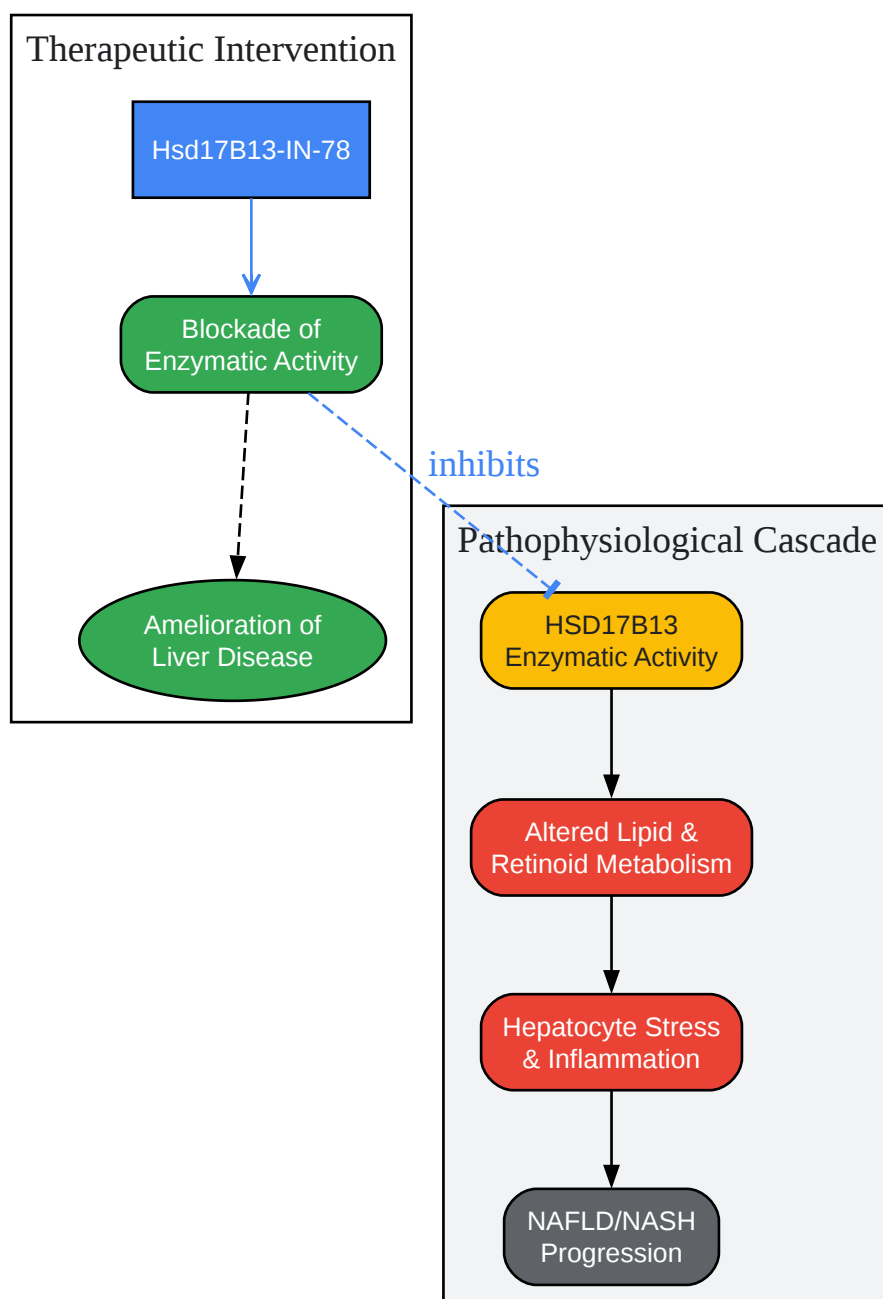 Therapeutic Intervention
Hsd17B13-IN-78
Blockade of
Enzymatic Activity
inhibits
Amelioration of
Liver Disease
Pathophysiological Cascade
HSD17B13
Enzymatic Activity
Altered Lipid &
Retinoid Metabolism
Hepatocyte Stress
& Inflammation
NAFLD/NASH
Progression